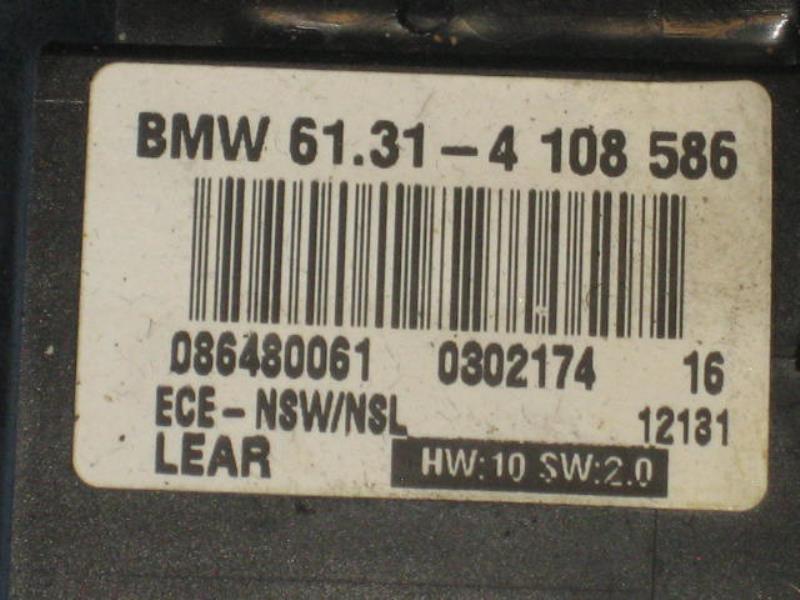 BMW 61.31-4 108 586
086480061 0302174 16
ECE-NSW/NSL 12131
LEAR HW:10 SW:2.0